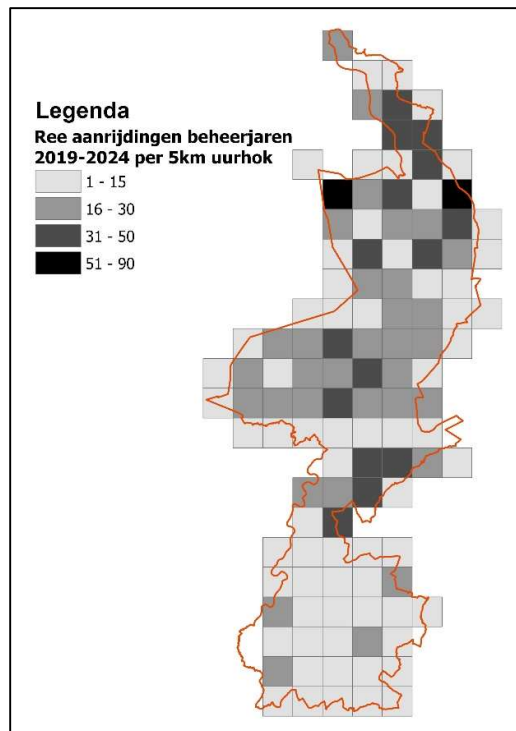 Legenda
Ree aanrijdingen beheerjaren
2019-2024 per 5km uurhok
1 - 15
16 - 30
31 - 50
51 - 90